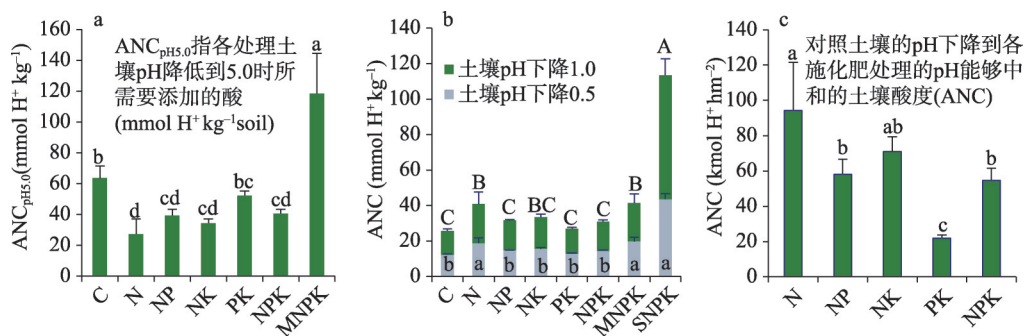 a
ANCpH5.0指各处理土
壤pH降低到5.0时所
需要添加的酸
(mmol H⁺ kg⁻¹soil)
ANCpH5.0(mmol H⁺ kg⁻¹)
160
140
120
100
80
60
40
20
0
b
d
cd
cd
bc
cd
a
C
N
NP
NK
PK
NPK
MNPK
b
土壤pH下降1.0
土壤pH下降0.5
ANC (mmol H⁺ kg⁻¹)
140
120
100
80
60
40
20
0
C
B
C
BC
C
C
B
A
b
a
b
b
b
b
a
a
C
N
NP
NK
PK
NPK
MNPK
SNPK
c
对照土壤的pH下降到各
施化肥处理的pH能够中
和的土壤酸度(ANC)
ANC (kmol H⁺ hm⁻²)
140
120
100
80
60
40
20
0
a
b
ab
c
b
N
NP
NK
PK
NPK